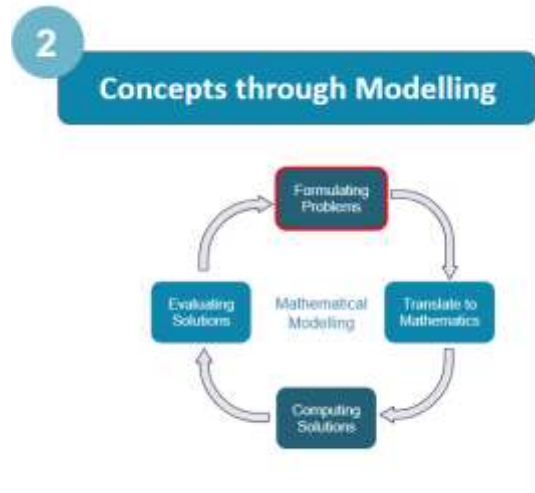 2
Concepts through Modelling
Formulating
Problems
Evaluating
Solutions
Mathematical
Modelling
Translate to
Mathematics
Computing
Solutions